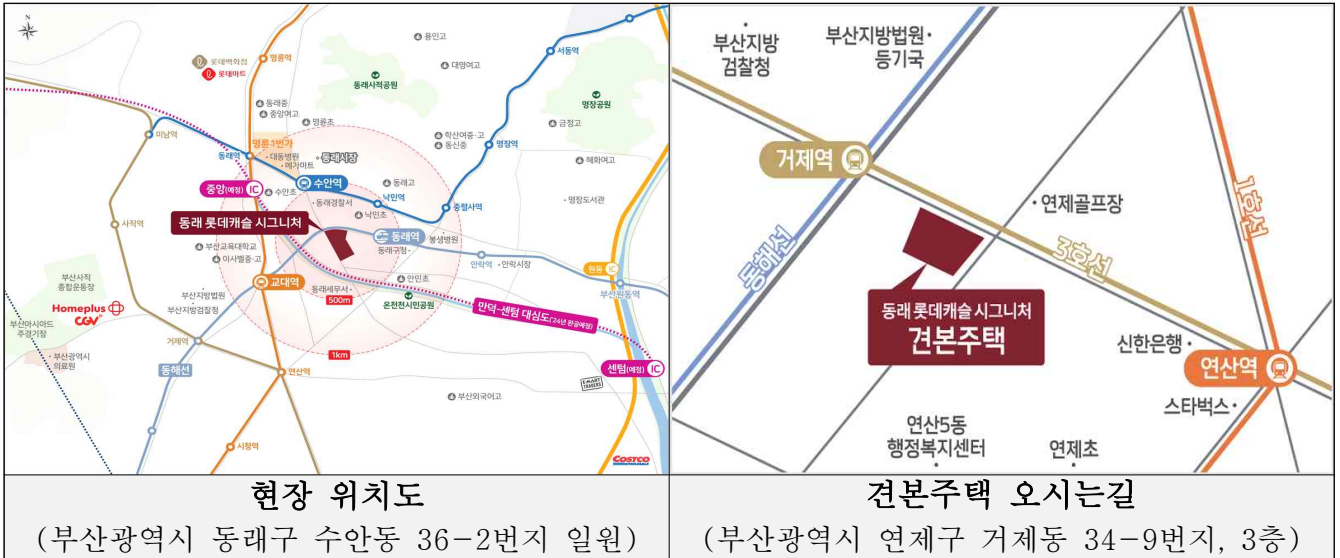 N
용인고
서동역
롯데백화점
롯데마트
명륜역
대명여고
동래사적공원
명장공원
동래중
중앙여고
명륜초
금정고
미남역
명륜1번가
학산여중·고
동신중
명장역
동래역
대동병원
메가마트
동래시장
혜화여고
중앙(예정) IC
수안초
수안역
동래고
낙민역
충렬사역
명장도서관
동래경찰서
낙민초
동래 롯데캐슬 시그니처
사직역
부산교육대학교
이사벨중·고
동래역
봉생병원
동래구청
안락역
안락시장
원동 IC
부산원동역
교대역
안민초
동래세무서
부산사직
종합운동장
부산지방법원
부산지방검찰청
500m
온천천시민공원
Homeplus
CGV
만덕-센텀 대심도('24년 완공예정)
부산아시아드
주경기장
거제역
1km
부산광역시
의료원
동해선
연산역
센텀(예정) IC
E-MART
TRADERS
부산외국어고
시청역
COSTCO
WHOLESALE
현장 위치도
(부산광역시 동래구 수안동 36-2번지 일원)
부산지방
검찰청
부산지방법원
등기국
거제역
연제골프장
1호선
동해선
3호선
동래 롯데캐슬 시그니처
견본주택
신한은행
연산역
스타벅스
연산5동
행정복지센터
연제초
견본주택 오시는길
(부산광역시 연제구 거제동 34-9번지, 3층)